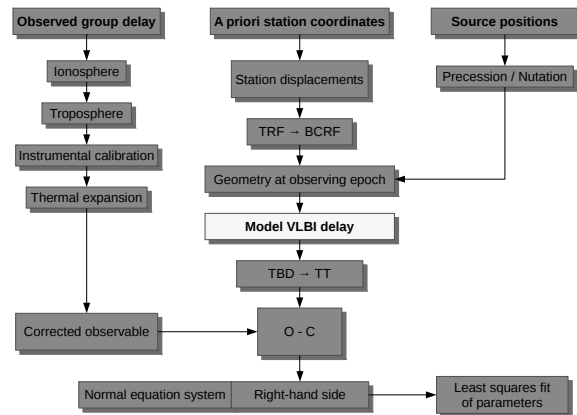 Observed group delay
A priori station coordinates
Source positions
Ionosphere
Station displacements
Precession / Nutation
Troposphere
TRF → BCRF
Instrumental calibration
Geometry at observing epoch
Thermal expansion
Model VLBI delay
TBD → TT
Corrected observable
O - C
Normal equation system
Right-hand side
Least squares fit
of parameters